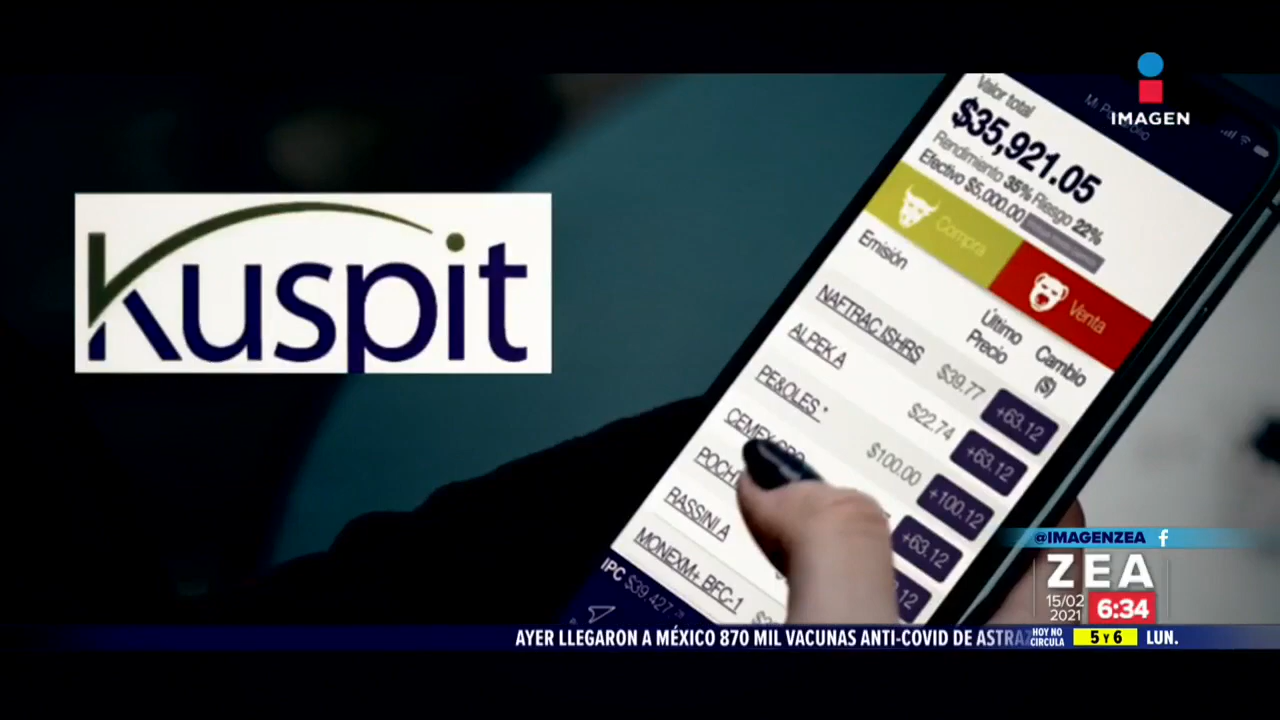 IMAGEN
Kuspit
Valor total
$35,921.05
Rendimiento 35% Riesgo 22%
Efectivo $5,000.00
Compra
Venta
Emisión
Último
Precio
Cambio
($)
NAFTRAC ISHRS $39.77 +63.12
ALPEK A $22.74 +63.12
PE&OLES * $100.00 +100.12
+63.12
RASSINI A
MONEXM+ BFC-1
IPC
@IMAGENZEA
ZEA
15/02
2021
6:34
AYER LLEGARON A MÉXICO 870 MIL VACUNAS ANTI-COVID DE
HOY NO
CIRCULA
5 Y 6
LUN.